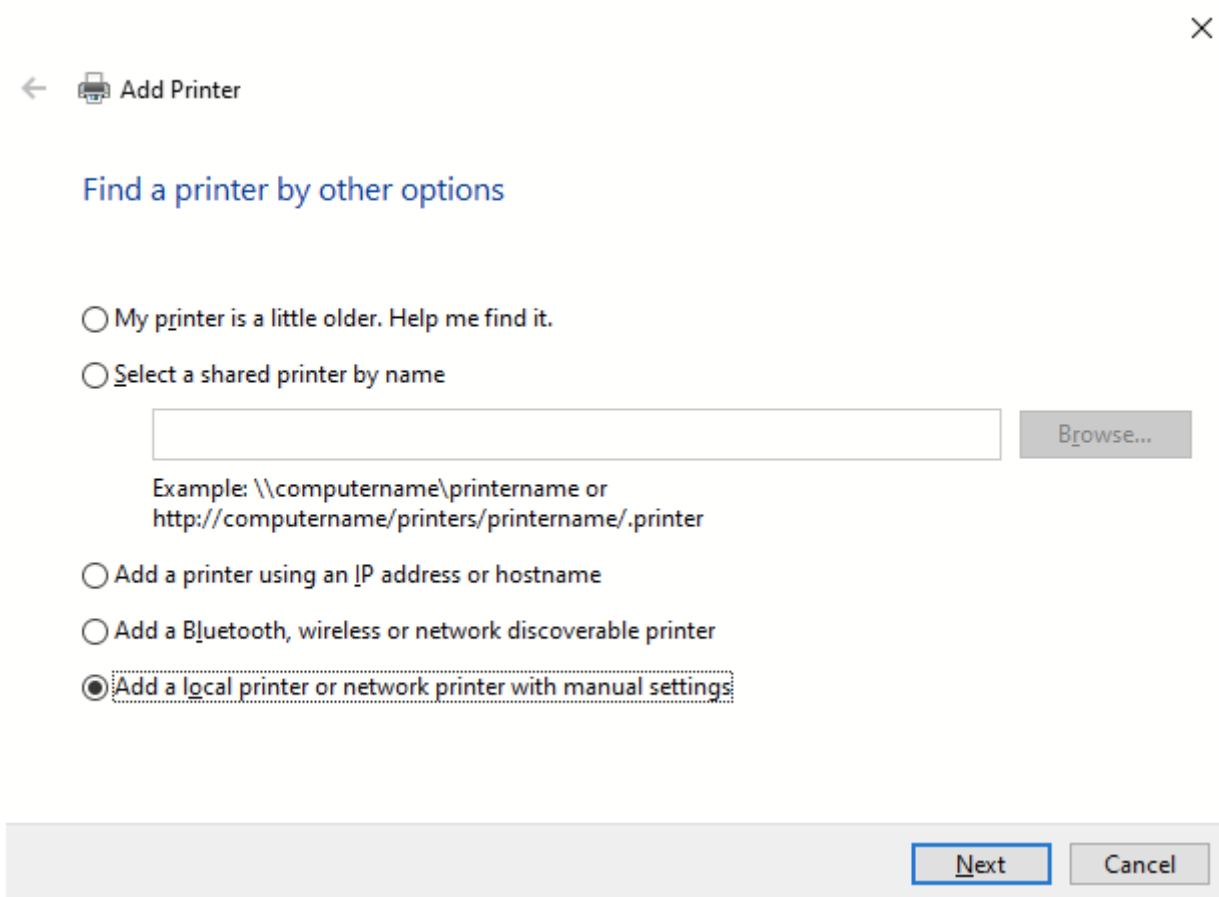 Add Printer
Find a printer by other options
My printer is a little older. Help me find it.
Select a shared printer by name
Browse...
Example: \\computername\printername or
http://computername/printers/printername/.printer
Add a printer using an IP address or hostname
Add a Bluetooth, wireless or network discoverable printer
Add a local printer or network printer with manual settings
Next Cancel